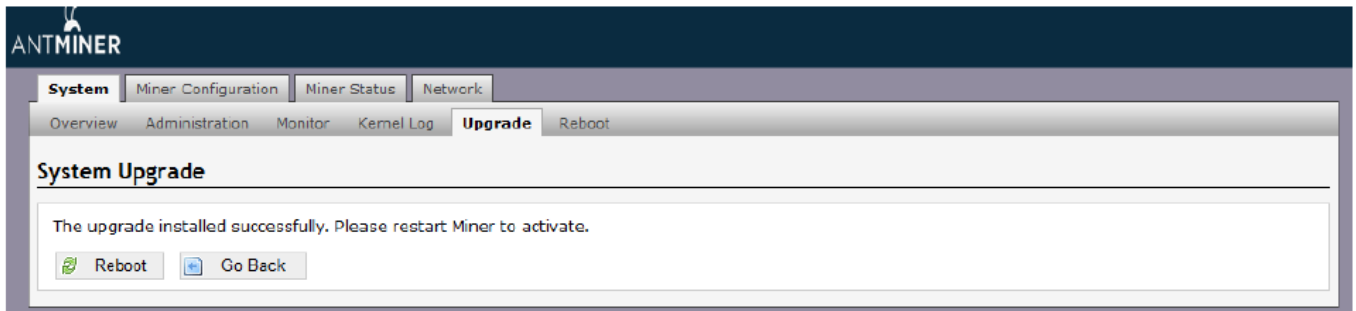 ANTMINER
System Miner Configuration Miner Status Network
Overview Administration Monitor Kernel Log Upgrade Reboot
System Upgrade
The upgrade installed successfully. Please restart Miner to activate.
Reboot Go Back